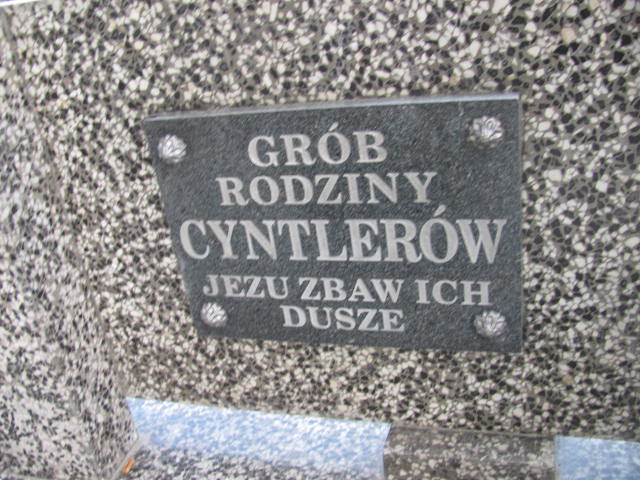 GRÓB
RODZINY
CYNTLERÓW
JEZU ZBAW ICH
DUSZE